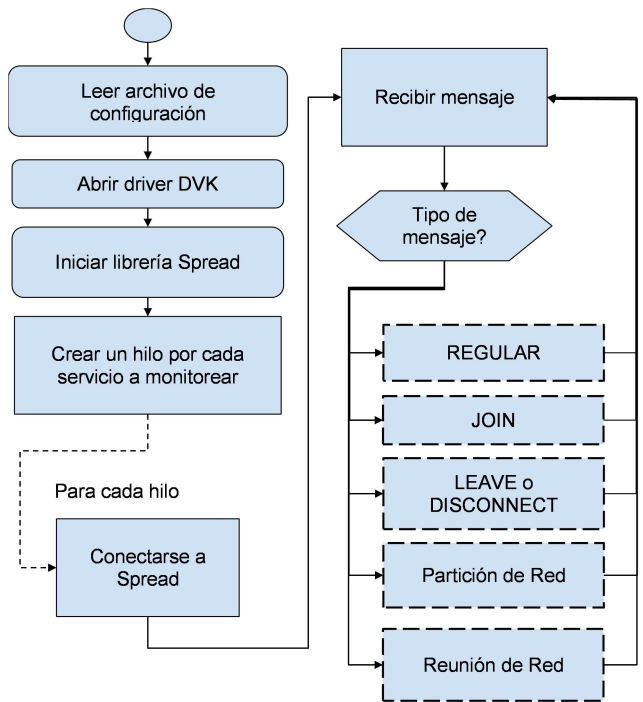 Leer archivo de
configuración
Abrir driver DVK
Iniciar librería Spread
Crear un hilo por cada
servicio a monitorear
Para cada hilo
Conectarse a
Spread
Recibir mensaje
Tipo de
mensaje?
REGULAR
JOIN
LEAVE o
DISCONNECT
Partición de Red
Reunión de Red